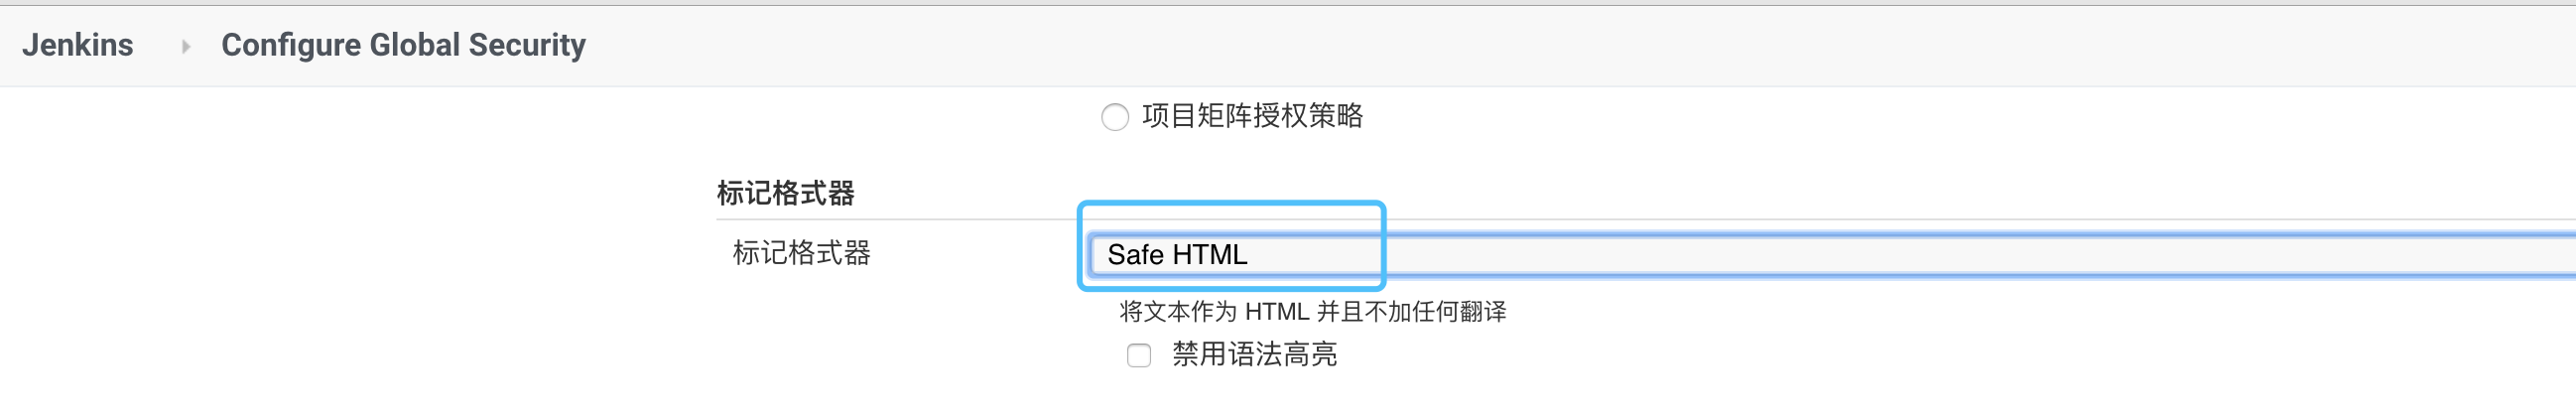 Jenkins Configure Global Security
项目矩阵授权策略
标记格式器
标记格式器 Safe HTML
将文本作为 HTML 并且不加任何翻译
禁用语法高亮